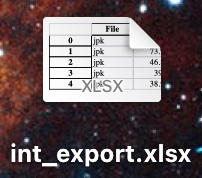 File
0 jpk
1 jpk 73.
2 jpk 46.
3 jpk 39
4 jpk 38.
XLSX
int_export.xlsx